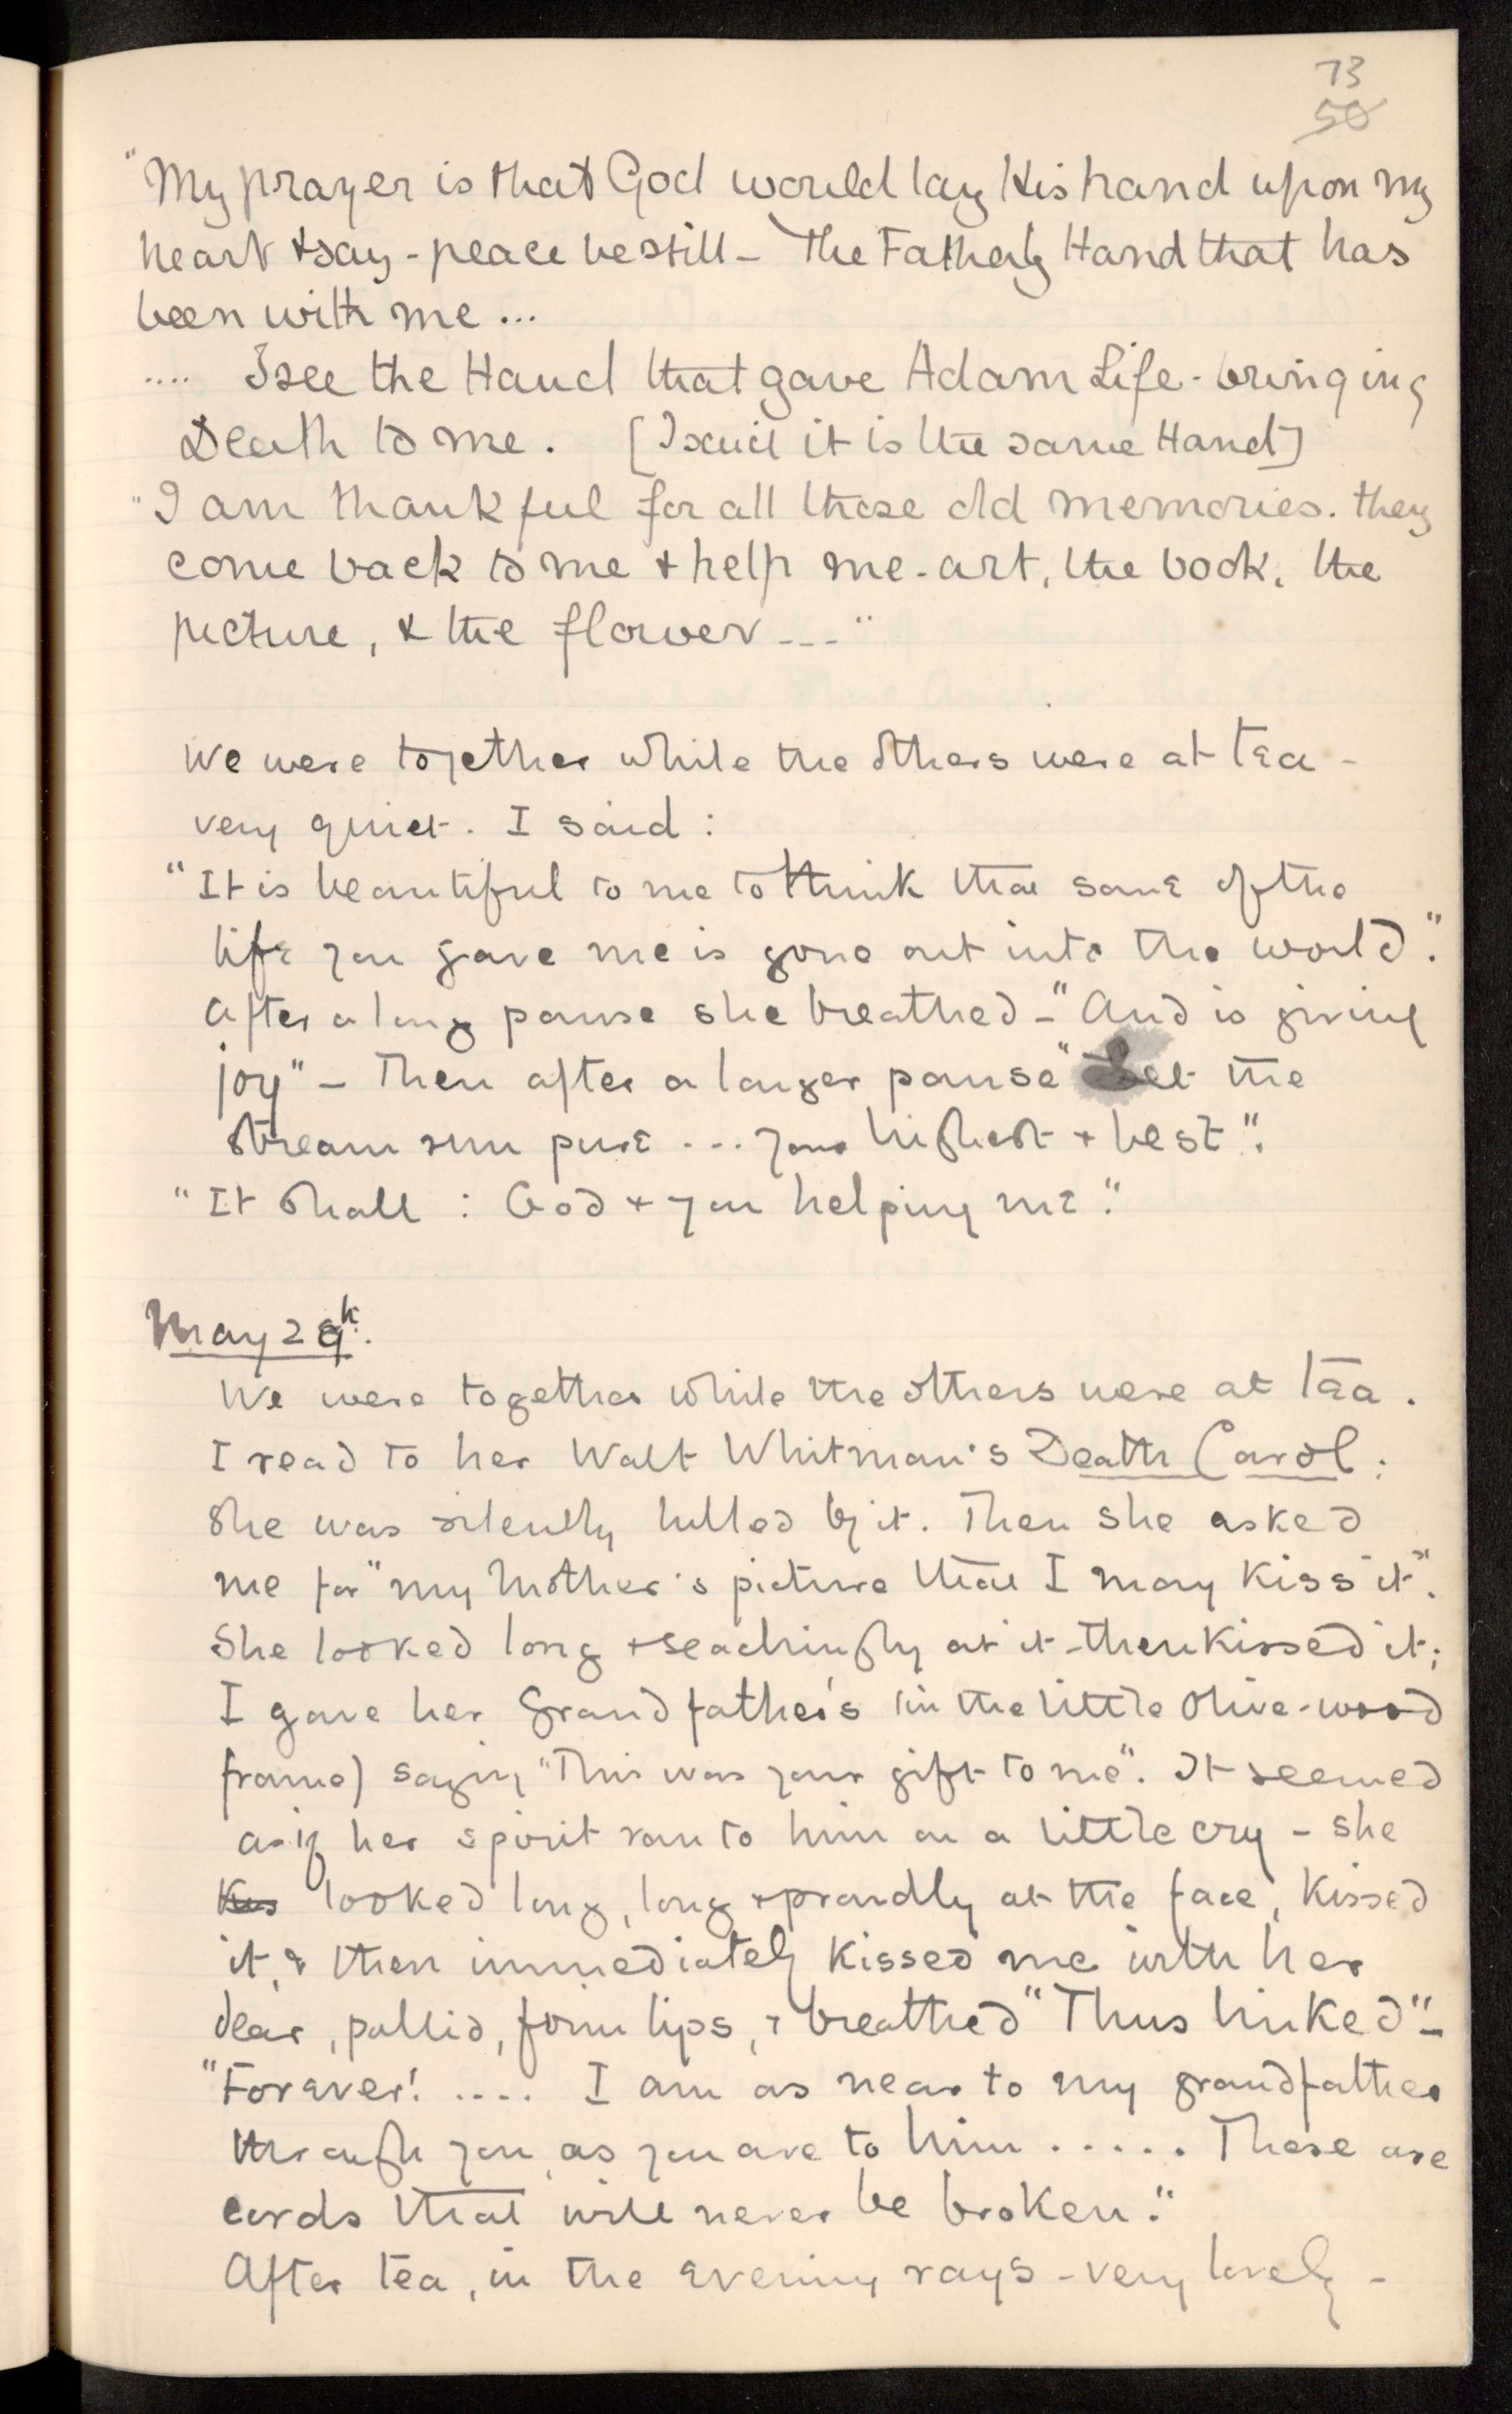 73
50
"My prayer is that God would lay His hand upon my
heart & say - peace be still - The Fatherly Hand that has
been with me ...
.... I see the Hand that gave Adam Life - bringing
Death to me. [I said it is the same Hand]
"I am thankful for all those old memories. they
come back to me & help me - art, the book, the
picture, & the flower ---"
We were together while the others were at tea -
very quiet. I said :
"It is beautiful to me to think that some of the
life you gave me is gone out into the world".
After a long pause she breathed - "And is giving
joy" - Then after a longer pause "Let the
stream run pure ... your highest & best".
"It shall : God & you helping me".
May 29th.
We were together while the others were at tea.
I read to her Walt Whitman's Death Carol :
she was silently lulled by it. Then she asked
me for "my Mother's picture that I may kiss it".
She looked long & seachingly at it - then kissed it;
I gave her Grandfather's (in the little olive-wood
frame) saying "This was your gift to me". It seemed
as if her spirit ran to him on a little cry - she
Kis looked long, long & proudly at the face, kissed
it, & then immediately kissed me with her
dear, pallid, firm lips, & breathed "Thus linked" -
"Forever! .... I am as near to my grandfather
through you, as you are to him ..... These are
cords that will never be broken."
After tea, in the evening rays - very lovely -